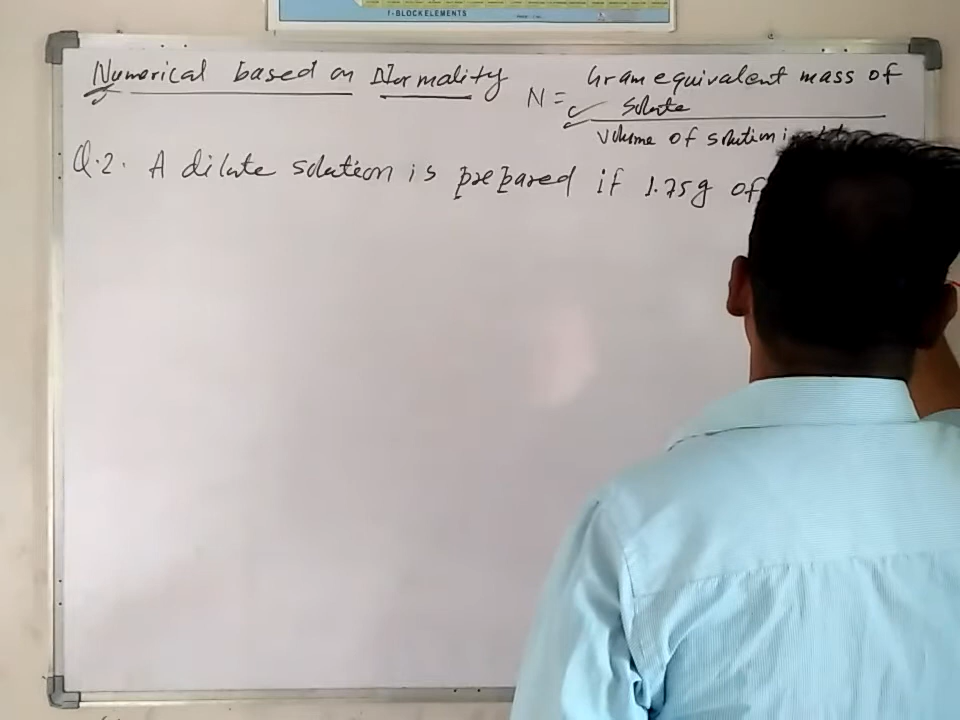 f-BLOCK ELEMENTS
Numerical based on Normality
N = Gram equivalent mass of
solute
Volume of solution
Q.2. A dilute solution is prepared if 1.75g of